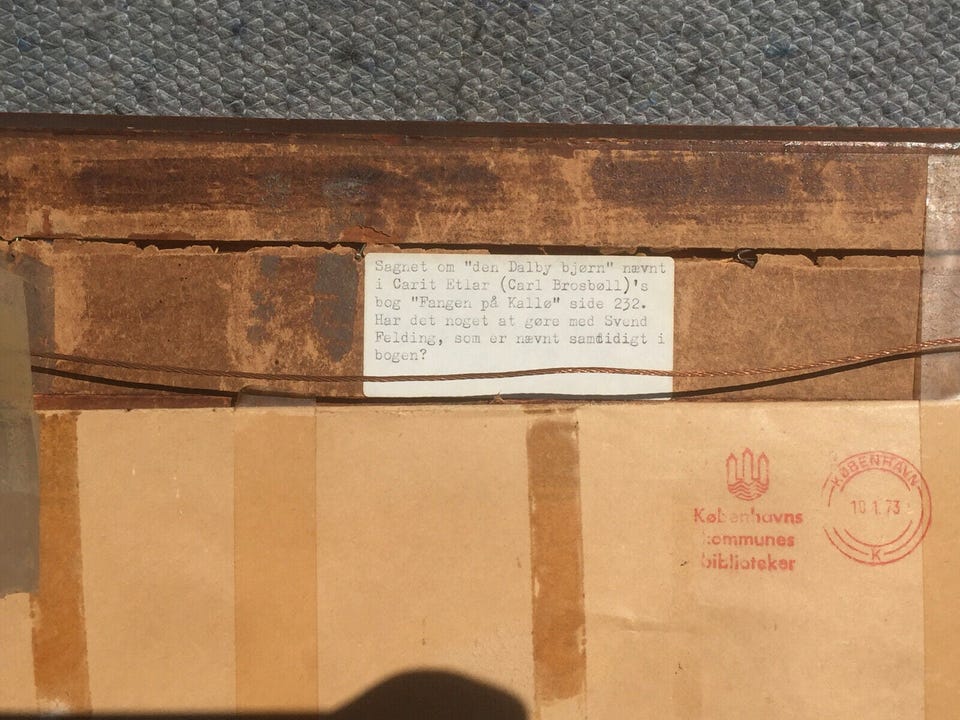 Sagnet om "den Dalby bjørn" nævnt
i Carit Etlar (Carl Brosbøll)'s
bog "Fangen på Kallø" side 232.
Har det noget at gøre med Svend
Felding, som er nævnt samtidigt i
bogen?
Københavns
kommunes
biblioteker
KØBENHAVN
10.1.73
K